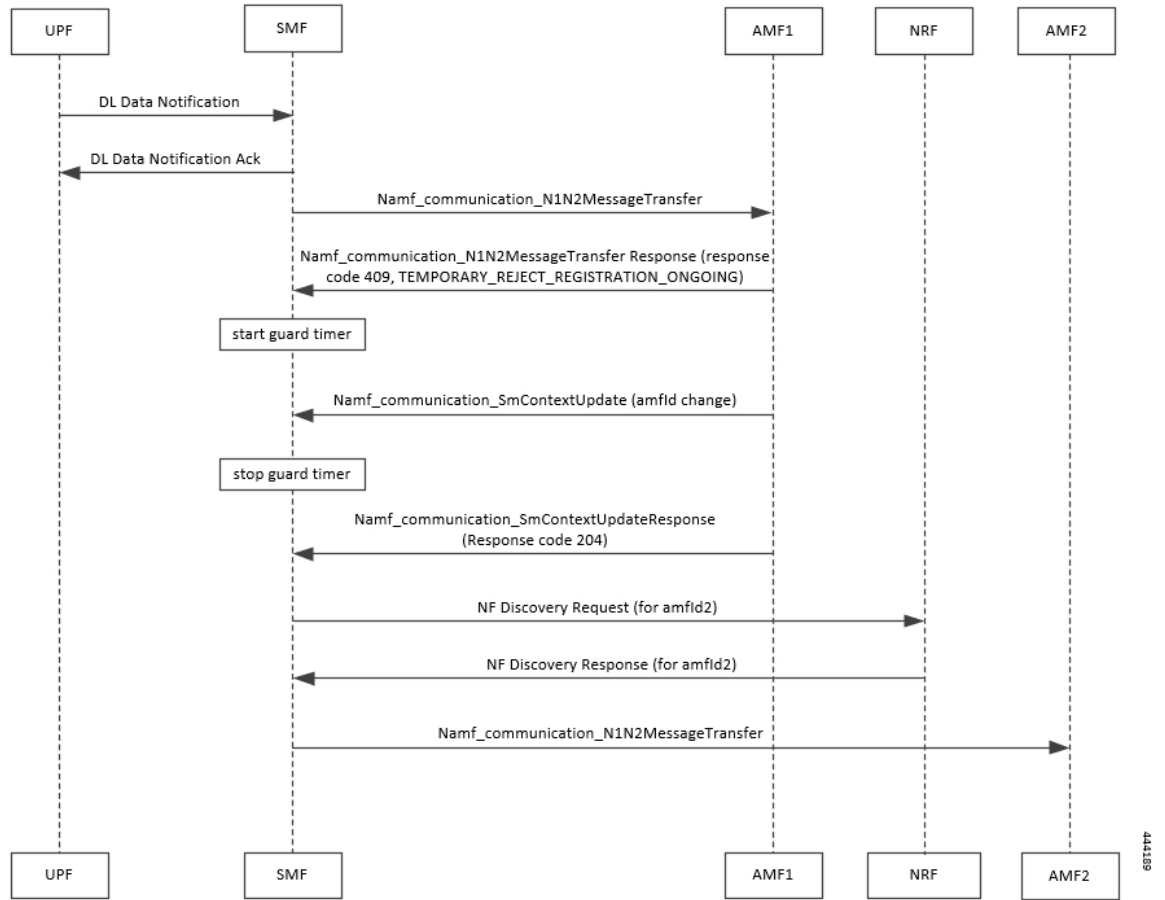 UPF
SMF
AMF1
NRF
AMF2
DL Data Notification
DL Data Notification Ack
Namf_communication_N1N2MessageTransfer
Namf_communication_N1N2MessageTransfer Response (response
code 409, TEMPORARY_REJECT_REGISTRATION_ONGOING)
start guard timer
Namf_communication_SmContextUpdate (amfId change)
stop guard timer
Namf_communication_SmContextUpdateResponse
(Response code 204)
NF Discovery Request (for amfId2)
NF Discovery Response (for amfId2)
Namf_communication_N1N2MessageTransfer
UPF
SMF
AMF1
NRF
AMF2
444189